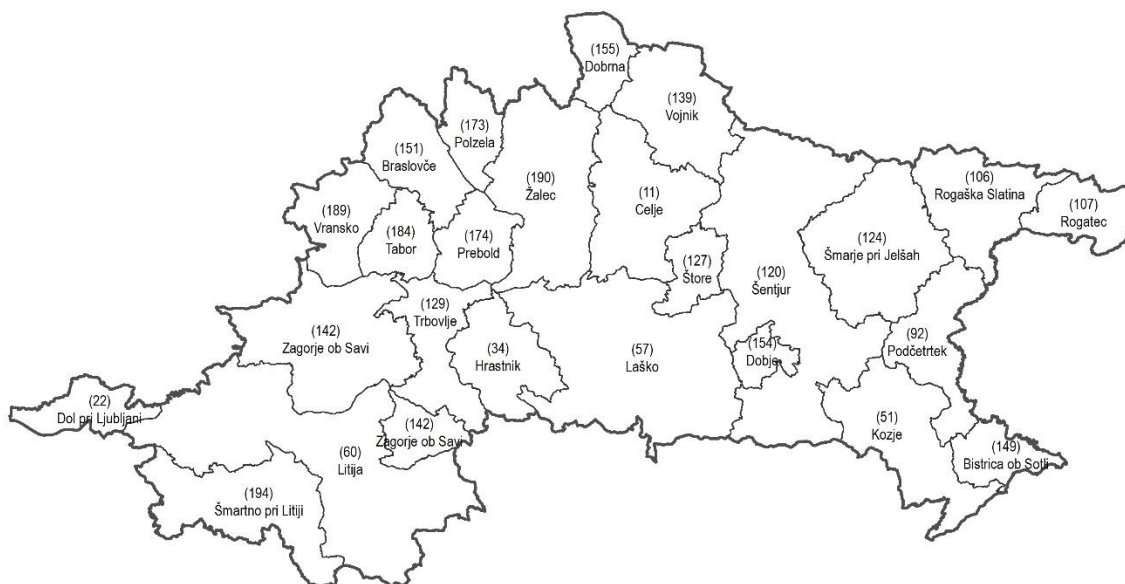 (155)
Dobrna
(139)
Vojnik
(173)
Polzela
(151)
Braslovče
(190)
Žalec
(11)
Celje
(106)
Rogaška Slatina
(107)
Rogatec
(189)
Vransko
(184)
Tabor
(174)
Prebold
(127)
Štore
(120)
Šentjur
(124)
Šmarje pri Jelšah
(129)
Trbovlje
(142)
Zagorje ob Savi
(34)
Hrastnik
(57)
Laško
(154)
Dobje
(92)
Podčetrtek
(22)
Dol pri Ljubljani
(142)
Zagorje ob Savi
(60)
Litija
(51)
Kozje
(149)
Bistrica ob Sotli
(194)
Šmartno pri Litiji